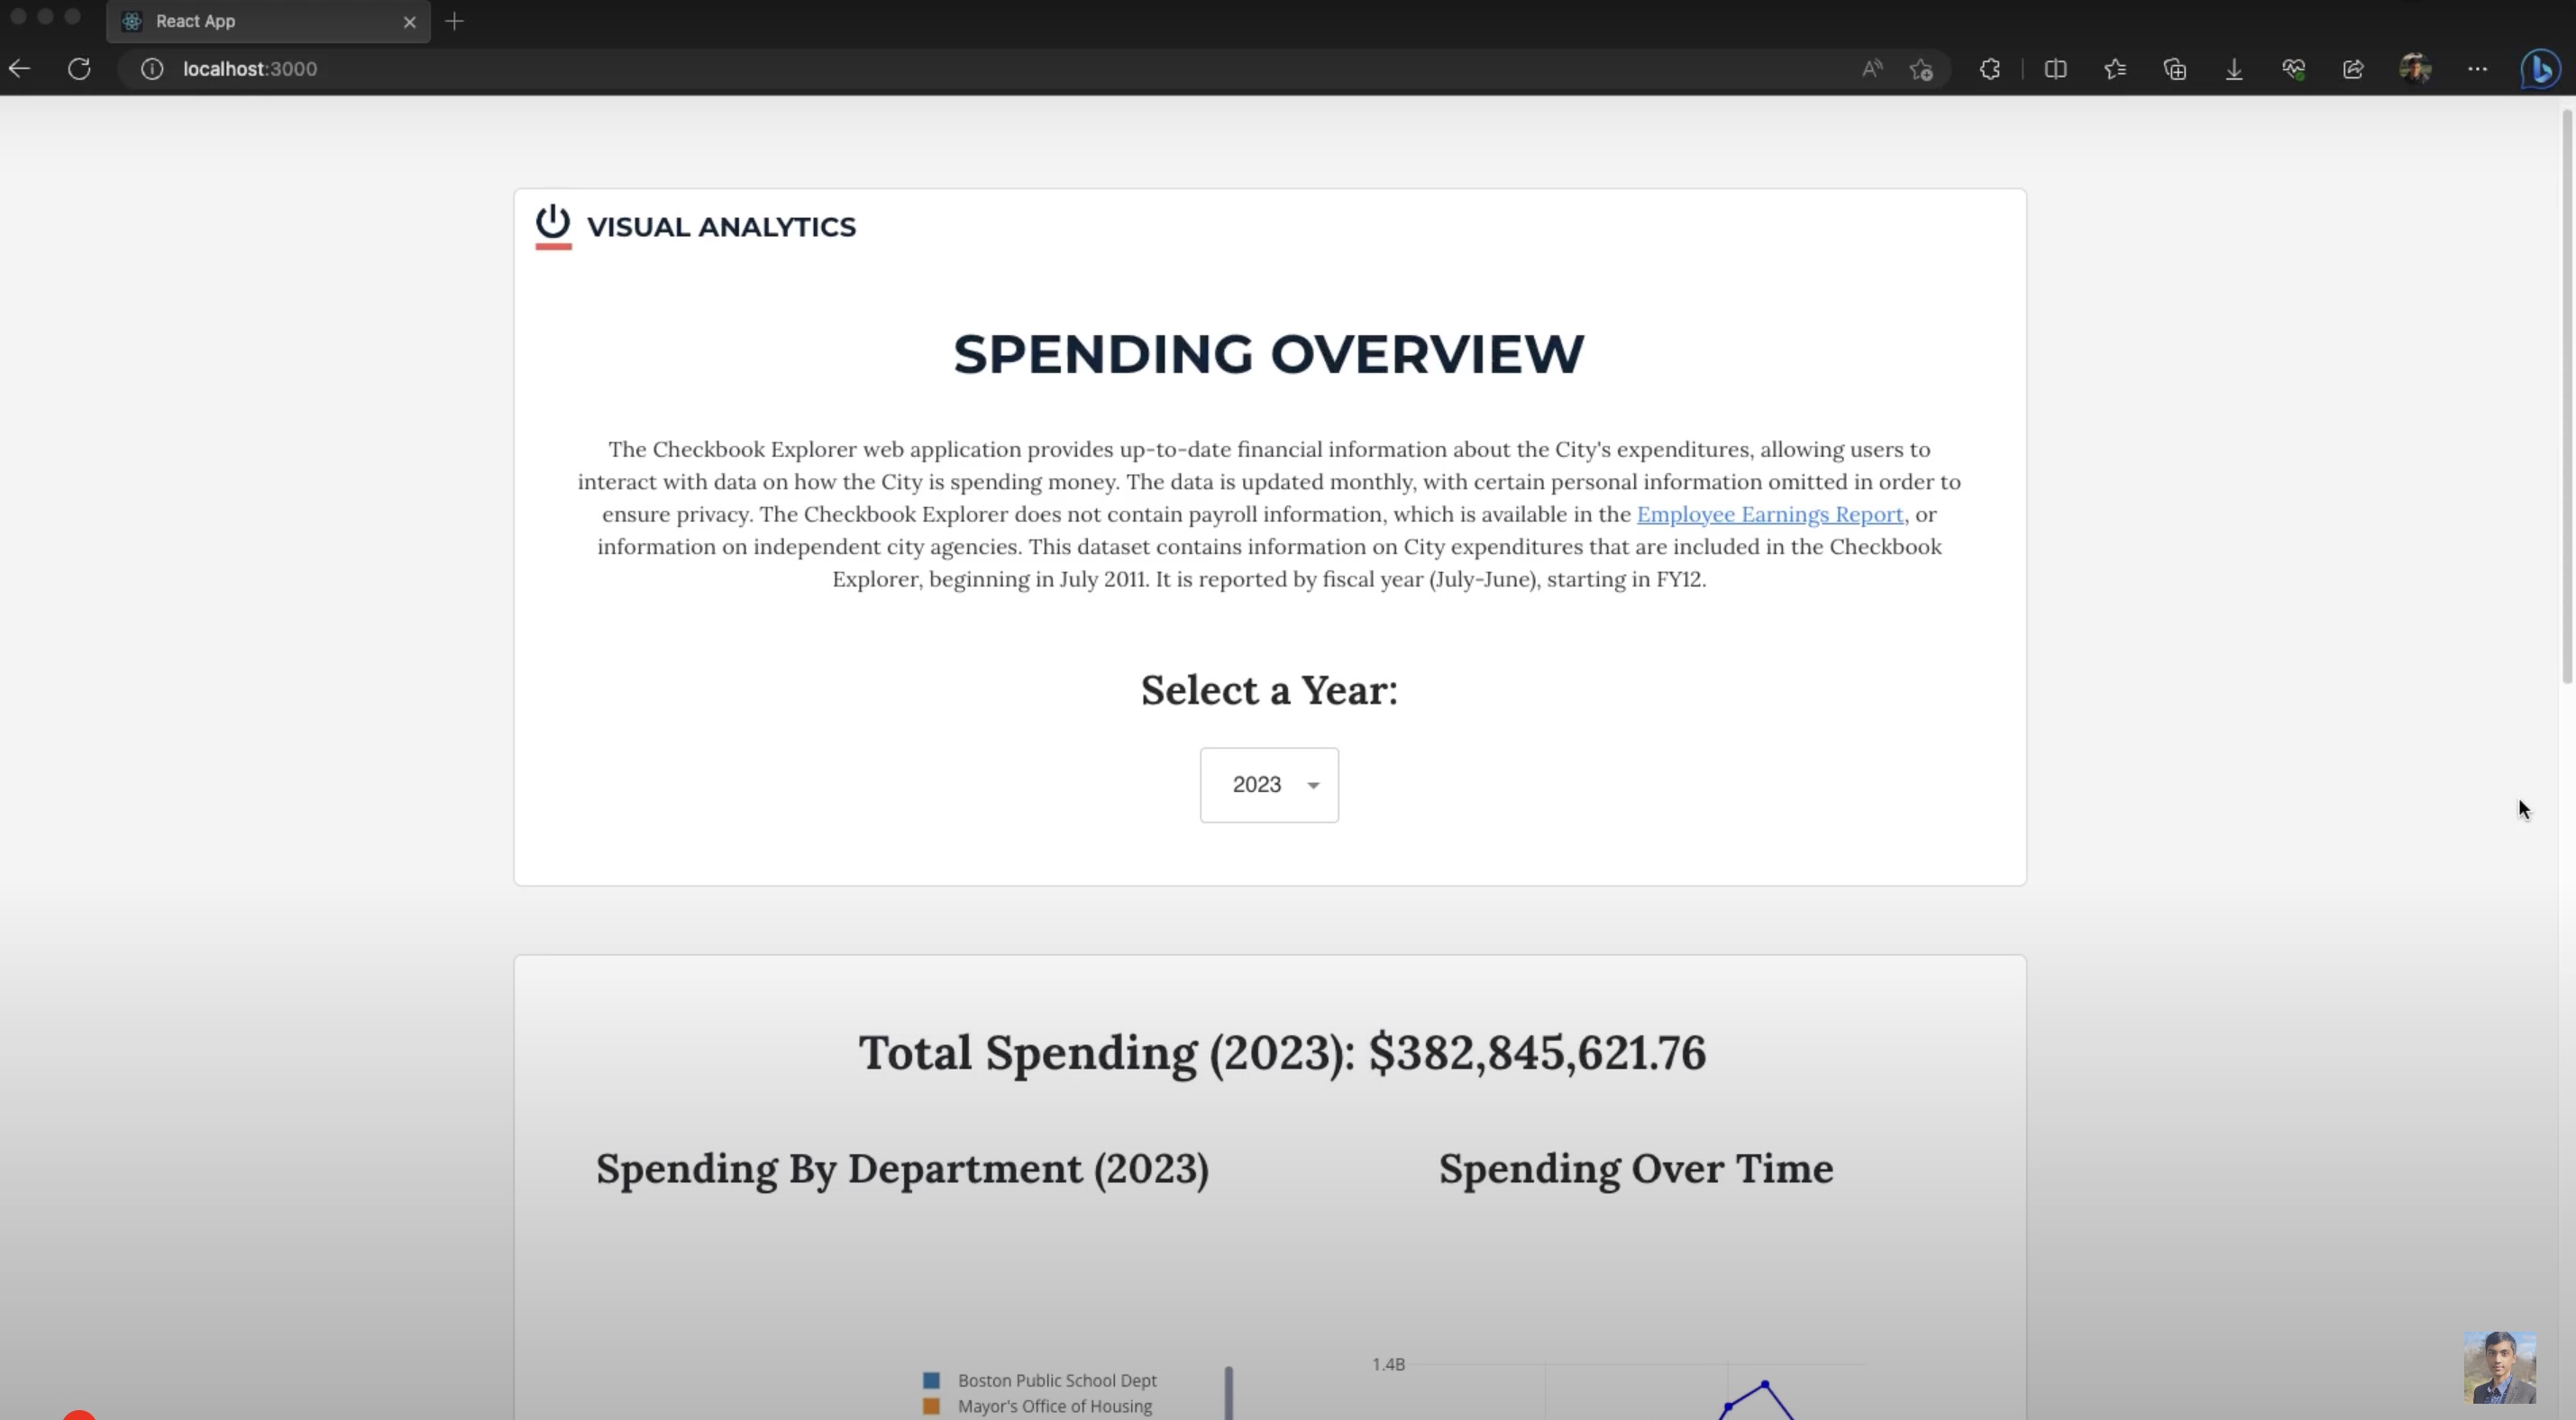 React App
localhost:3000
VISUAL ANALYTICS
SPENDING OVERVIEW
The Checkbook Explorer web application provides up-to-date financial information about the City's expenditures, allowing users to
interact with data on how the City is spending money. The data is updated monthly, with certain personal information omitted in order to
ensure privacy. The Checkbook Explorer does not contain payroll information, which is available in the Employee Earnings Report, or
information on independent city agencies. This dataset contains information on City expenditures that are included in the Checkbook
Explorer, beginning in July 2011. It is reported by fiscal year (July-June), starting in FY12.
Select a Year:
2023
Total Spending (2023): $382,845,621.76
Spending By Department (2023)
Spending Over Time
Boston Public School Dept
Mayor's Office of Housing
1.4B